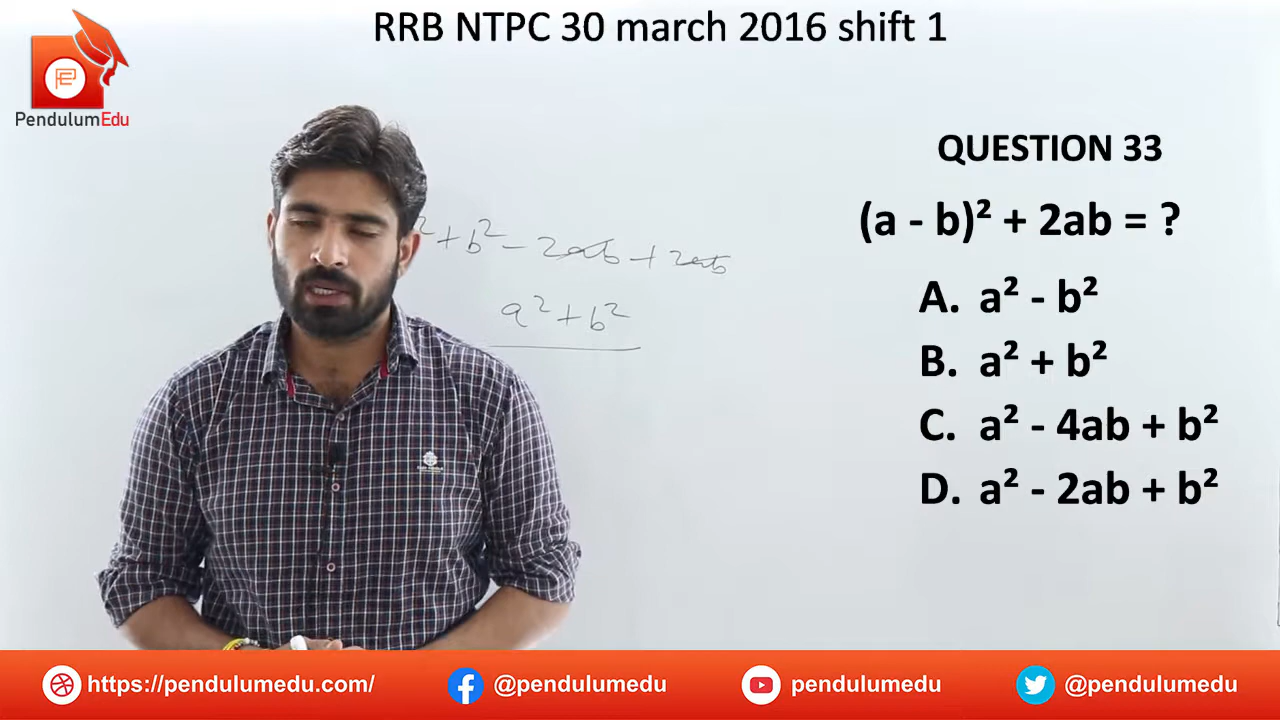 RRB NTPC 30 march 2016 shift 1
PendulumEdu
QUESTION 33
(a - b)² + 2ab = ?
A. a² - b²
B. a² + b²
C. a² - 4ab + b²
D. a² - 2ab + b²
² + b² - 2ab + 2ab
a² + b²
https://pendulumedu.com/
@pendulumedu
pendulumedu
@pendulumedu